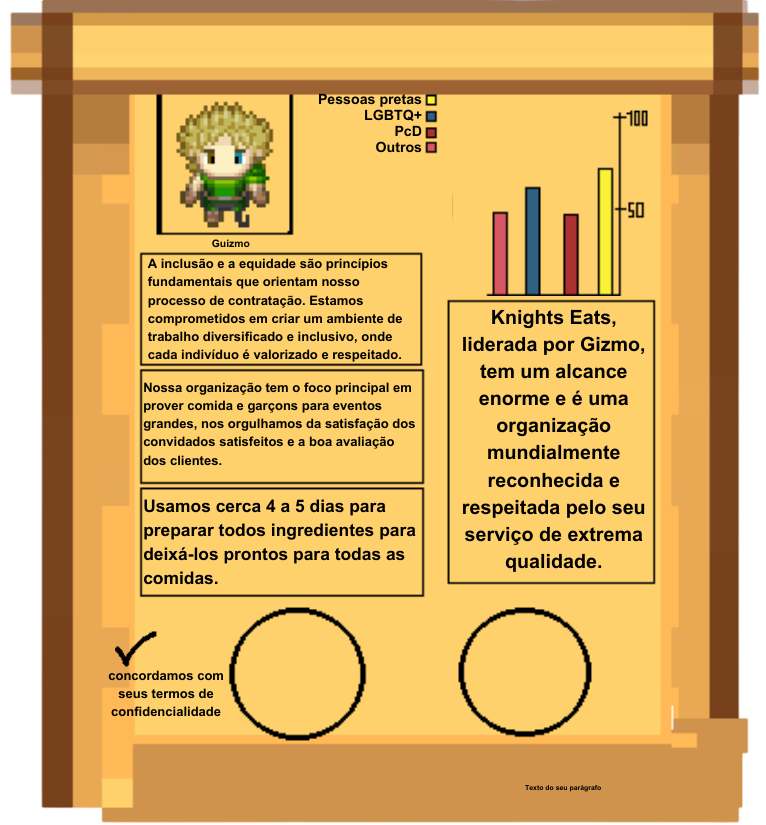 Pessoas pretas
LGBTQ+
PcD
Outros
100
50
Guizmo
A inclusão e a equidade são princípios
fundamentais que orientam nosso
processo de contratação. Estamos
comprometidos em criar um ambiente de
trabalho diversificado e inclusivo, onde
cada indivíduo é valorizado e respeitado.
Nossa organização tem o foco principal em
prover comida e garçons para eventos
grandes, nos orgulhamos da satisfação dos
convidados satisfeitos e a boa avaliação
dos clientes.
Usamos cerca 4 a 5 dias para
preparar todos ingredientes para
deixá-los prontos para todas as
comidas.
Knights Eats,
liderada por Gizmo,
tem um alcance
enorme e é uma
organização
mundialmente
reconhecida e
respeitada pelo seu
serviço de extrema
qualidade.
concordamos com
seus termos de
confidencialidade
Texto do seu parágrafo